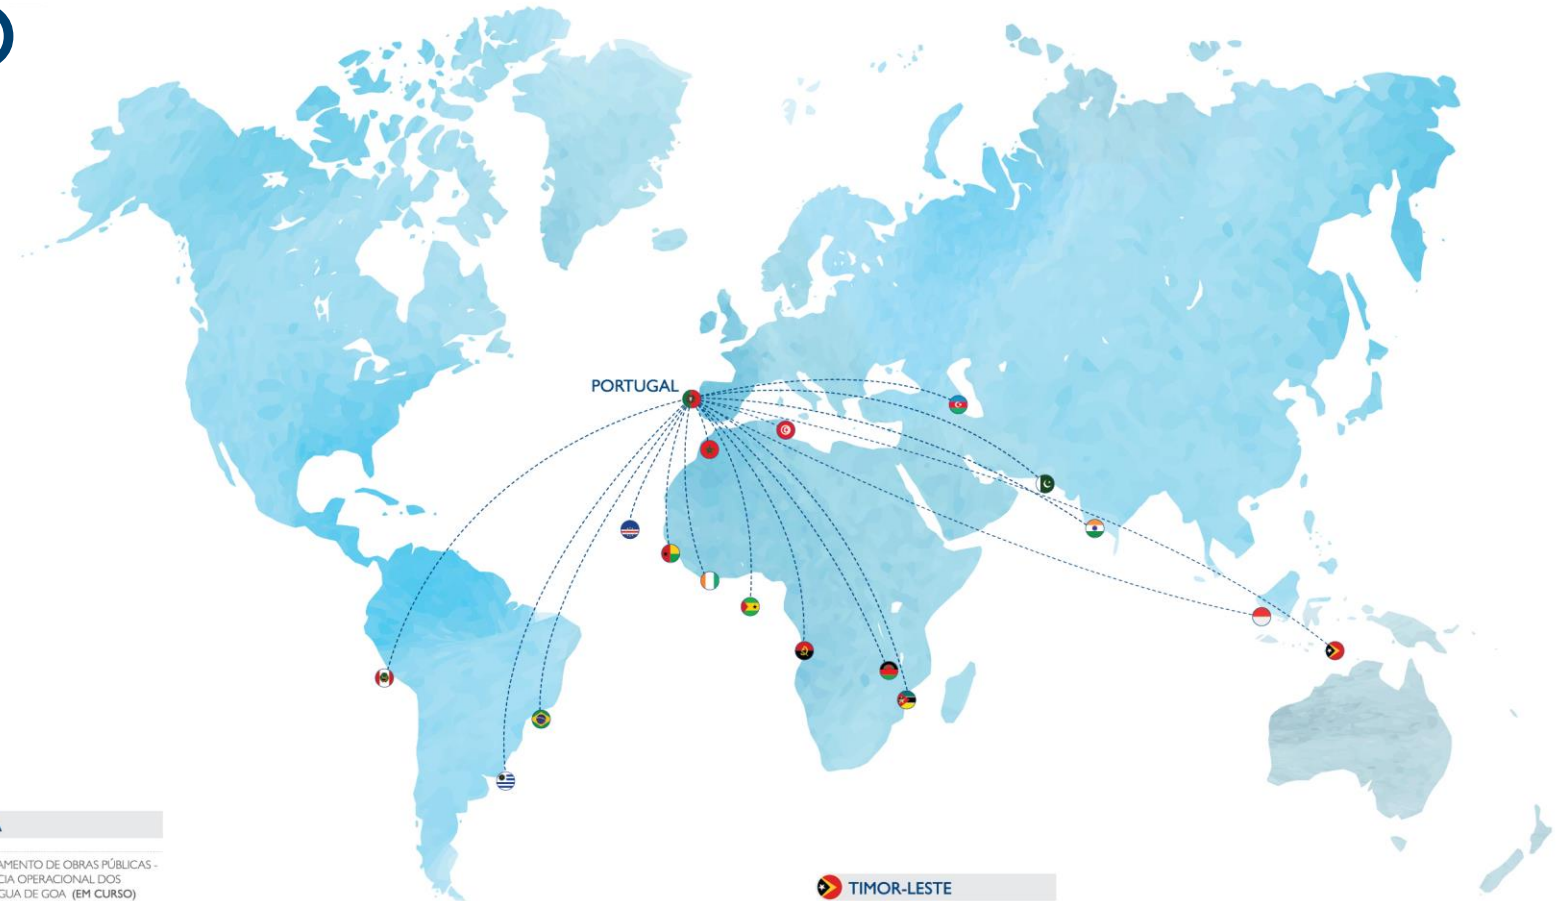 PORTUGAL
AMENTO DE OBRAS PÚBLICAS -
CIA OPERACIONAL DOS
GUA DE GOA (EM CURSO)
TIMOR-LESTE